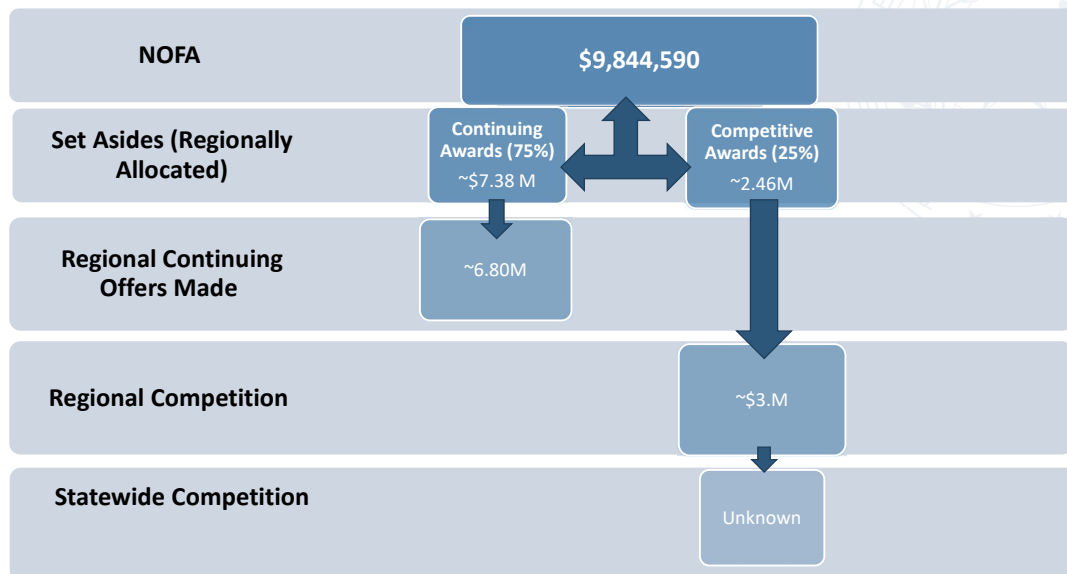 NOFA
$9,844,590
Set Asides (Regionally
Allocated)
Continuing
Awards (75%)
~$7.38 M
Competitive
Awards (25%)
~2.46M
Regional Continuing
Offers Made
~6.80M
Regional Competition
~$3.M
Statewide Competition
Unknown